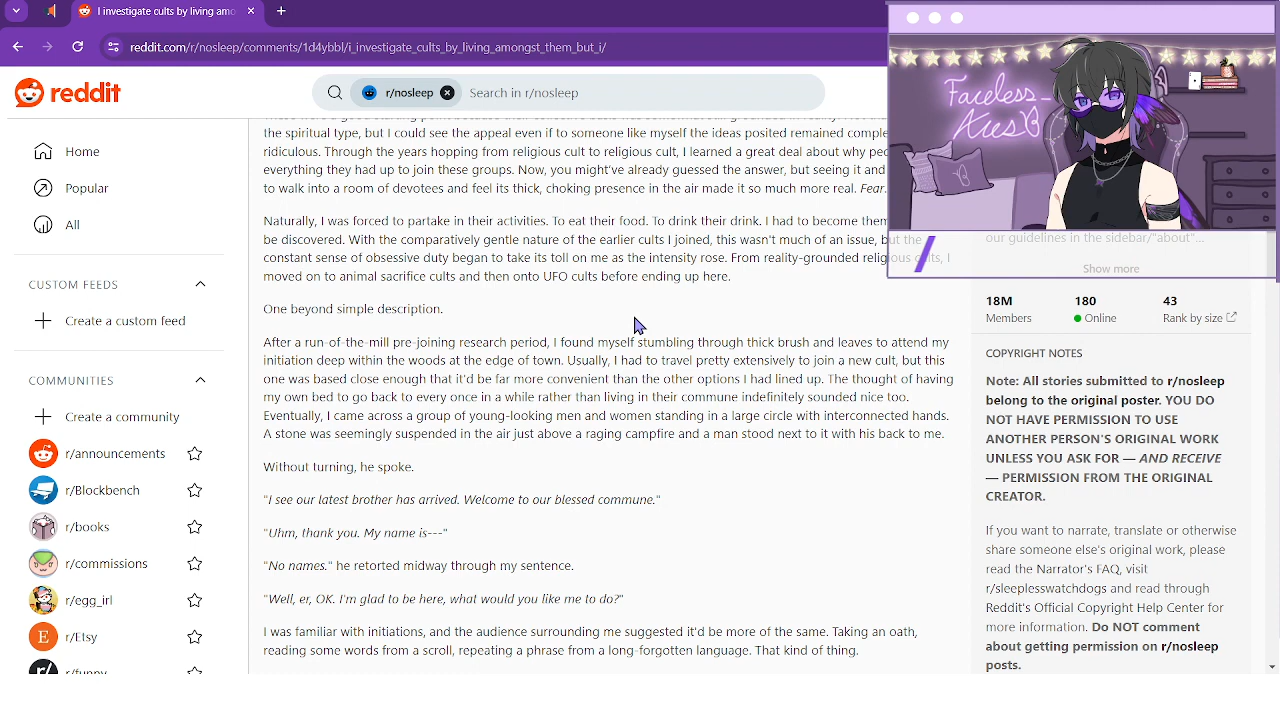 I investigate cults by living amo
reddit.com/r/nosleep/comments/1d4ybbl/i_investigate_cults_by_living_amongst_them_but_i/
reddit
r/nosleep
Search in r/nosleep
Home
Popular
All
CUSTOM FEEDS
Create a custom feed
COMMUNITIES
Create a community
r/announcements
r/Blockbench
r/books
r/commissions
r/egg_irl
r/Etsy
r/funny
the spiritual type, but I could see the appeal even if to someone like myself the ideas posited remained comple
ridiculous. Through the years hopping from religious cult to religious cult, I learned a great deal about why peo
everything they had up to join these groups. Now, you might've already guessed the answer, but seeing it and
to walk into a room of devotees and feel its thick, choking presence in the air made it so much more real. Fear.
Naturally, I was forced to partake in their activities. To eat their food. To drink their drink. I had to become them
be discovered. With the comparatively gentle nature of the earlier cults I joined, this wasn't much of an issue, but the
constant sense of obsessive duty began to take its toll on me as the intensity rose. From reality-grounded religious cults, I
moved on to animal sacrifice cults and then onto UFO cults before ending up here.
One beyond simple description.
After a run-of-the-mill pre-joining research period, I found myself stumbling through thick brush and leaves to attend my
initiation deep within the woods at the edge of town. Usually, I had to travel pretty extensively to join a new cult, but this
one was based close enough that it'd be far more convenient than the other options I had lined up. The thought of having
my own bed to go back to every once in a while rather than living in their commune indefinitely sounded nice too.
Eventually, I came across a group of young-looking men and women standing in a large circle with interconnected hands.
A stone was seemingly suspended in the air just above a raging campfire and a man stood next to it with his back to me.
Without turning, he spoke.
"I see our latest brother has arrived. Welcome to our blessed commune."
"Uhm, thank you. My name is---"
"No names." he retorted midway through my sentence.
"Well, er, OK. I'm glad to be here, what would you like me to do?"
I was familiar with initiations, and the audience surrounding me suggested it'd be more of the same. Taking an oath,
reading some words from a scroll, repeating a phrase from a long-forgotten language. That kind of thing.
Faceless_
our guidelines in the sidebar/"about"...
Show more
18M
Members
180
Online
43
Rank by size
COPYRIGHT NOTES
Note: All stories submitted to r/nosleep
belong to the original poster. YOU DO
NOT HAVE PERMISSION TO USE
ANOTHER PERSON'S ORIGINAL WORK
UNLESS YOU ASK FOR — AND RECEIVE
— PERMISSION FROM THE ORIGINAL
CREATOR.
If you want to narrate, translate or otherwise
share someone else's original work, please
read the Narrator's FAQ, visit
r/sleeplesswatchdogs and read through
Reddit's Official Copyright Help Center for
more information. Do NOT comment
about getting permission on r/nosleep
posts.